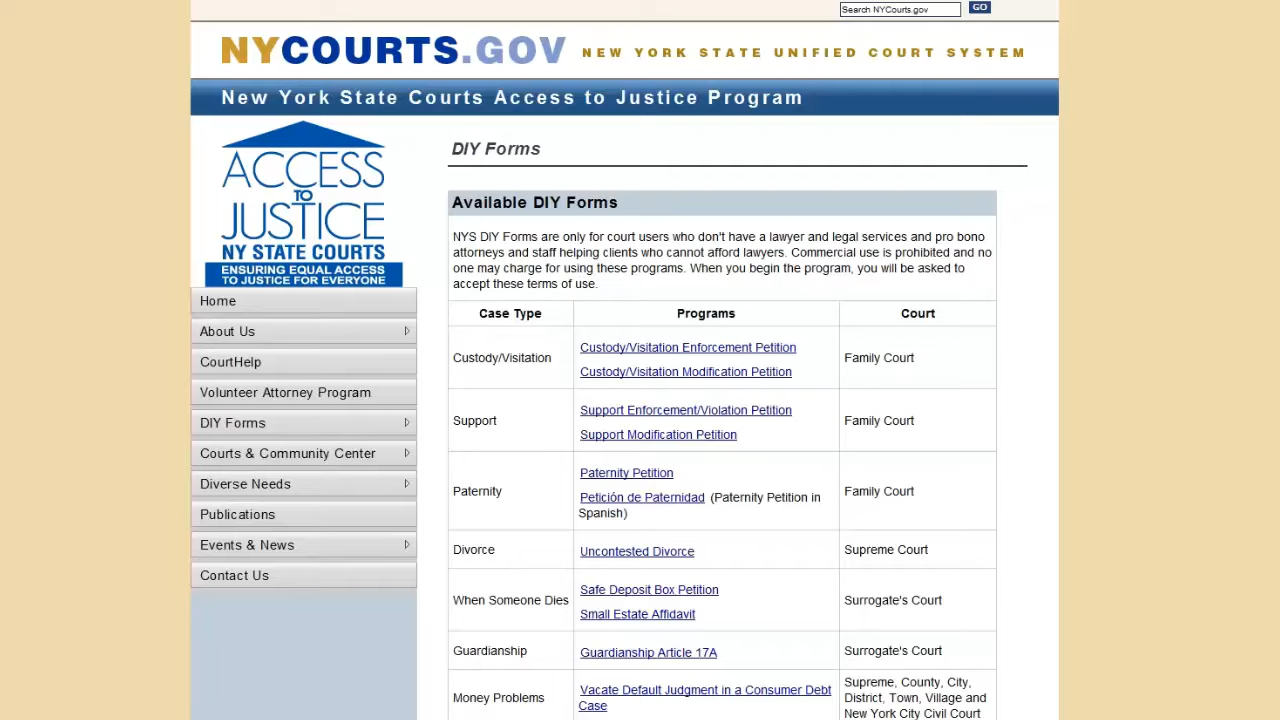 Search NYCourts.gov GO
NYCOURTS.GOV NEW YORK STATE UNIFIED COURT SYSTEM
New York State Courts Access to Justice Program
ACCESS
TO
JUSTICE
NY STATE COURTS
ENSURING EQUAL ACCESS
TO JUSTICE FOR EVERYONE
Home
About Us
CourtHelp
Volunteer Attorney Program
DIY Forms
Courts & Community Center
Diverse Needs
Publications
Events & News
Contact Us
DIY Forms
Available DIY Forms
NYS DIY Forms are only for court users who don't have a lawyer and legal services and pro bono
attorneys and staff helping clients who cannot afford lawyers. Commercial use is prohibited and no
one may charge for using these programs. When you begin the program, you will be asked to
accept these terms of use.
Case Type Programs Court
Custody/Visitation
Custody/Visitation Enforcement Petition
Custody/Visitation Modification Petition
Family Court
Support
Support Enforcement/Violation Petition
Support Modification Petition
Family Court
Paternity
Paternity Petition
Petición de Paternidad (Paternity Petition in
Spanish)
Family Court
Divorce
Uncontested Divorce
Supreme Court
When Someone Dies
Safe Deposit Box Petition
Small Estate Affidavit
Surrogate's Court
Guardianship
Guardianship Article 17A
Surrogate's Court
Money Problems
Vacate Default Judgment in a Consumer Debt
Case
Supreme, County, City,
District, Town, Village and
New York City Civil Court